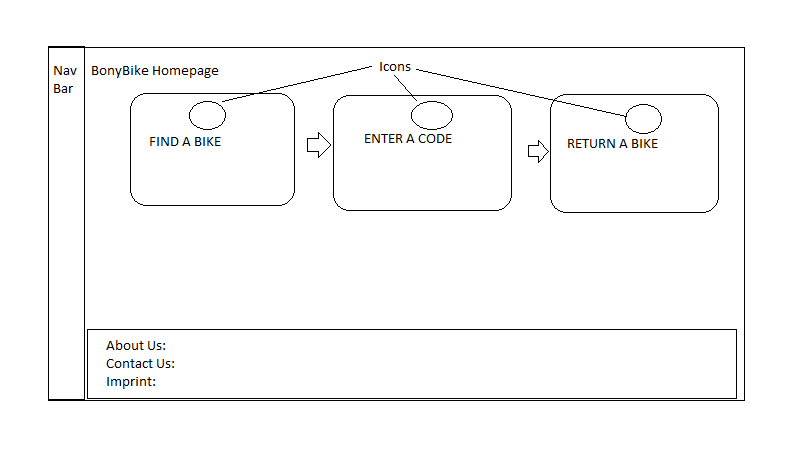 Nav
Bar
BonyBike Homepage
Icons
FIND A BIKE
ENTER A CODE
RETURN A BIKE
About Us:
Contact Us:
Imprint: